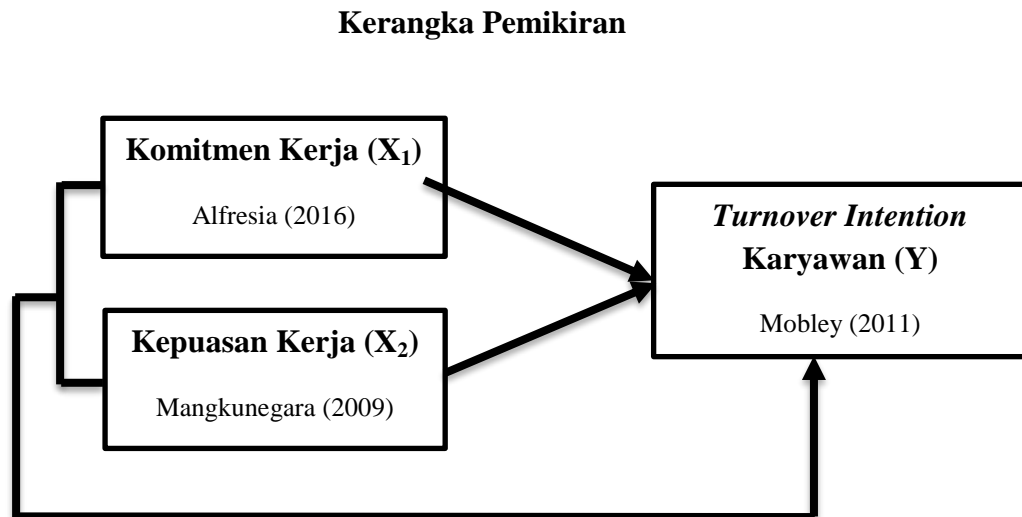 Kerangka Pemikiran
Komitmen Kerja (X₁)
Alfresia (2016)
Kepuasan Kerja (X₂)
Mangkunegara (2009)
Turnover Intention
Karyawan (Y)
Mobley (2011)